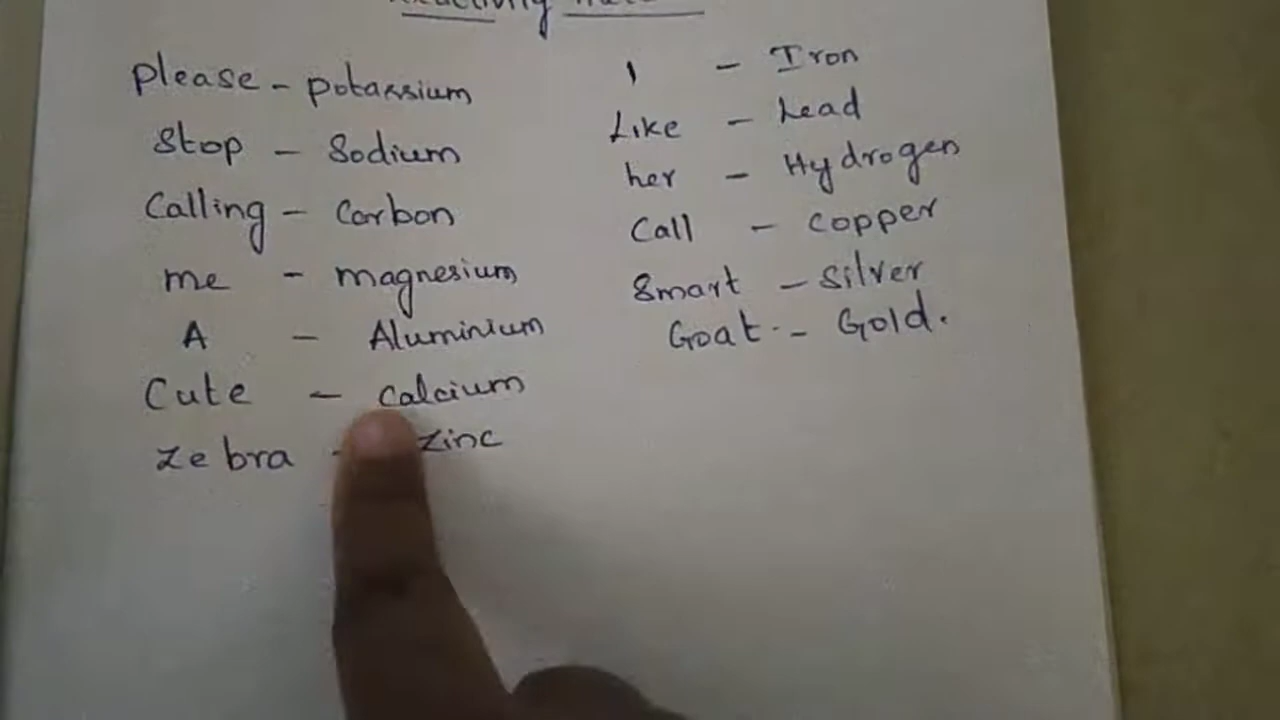 Please - potassium
Stop - Sodium
Calling - Carbon
me - magnesium
A - Aluminium
Cute - Calcium
Zebra - Zinc
I - Iron
Like - Lead
her - Hydrogen
Call - copper
Smart - Silver
Goat - Gold.